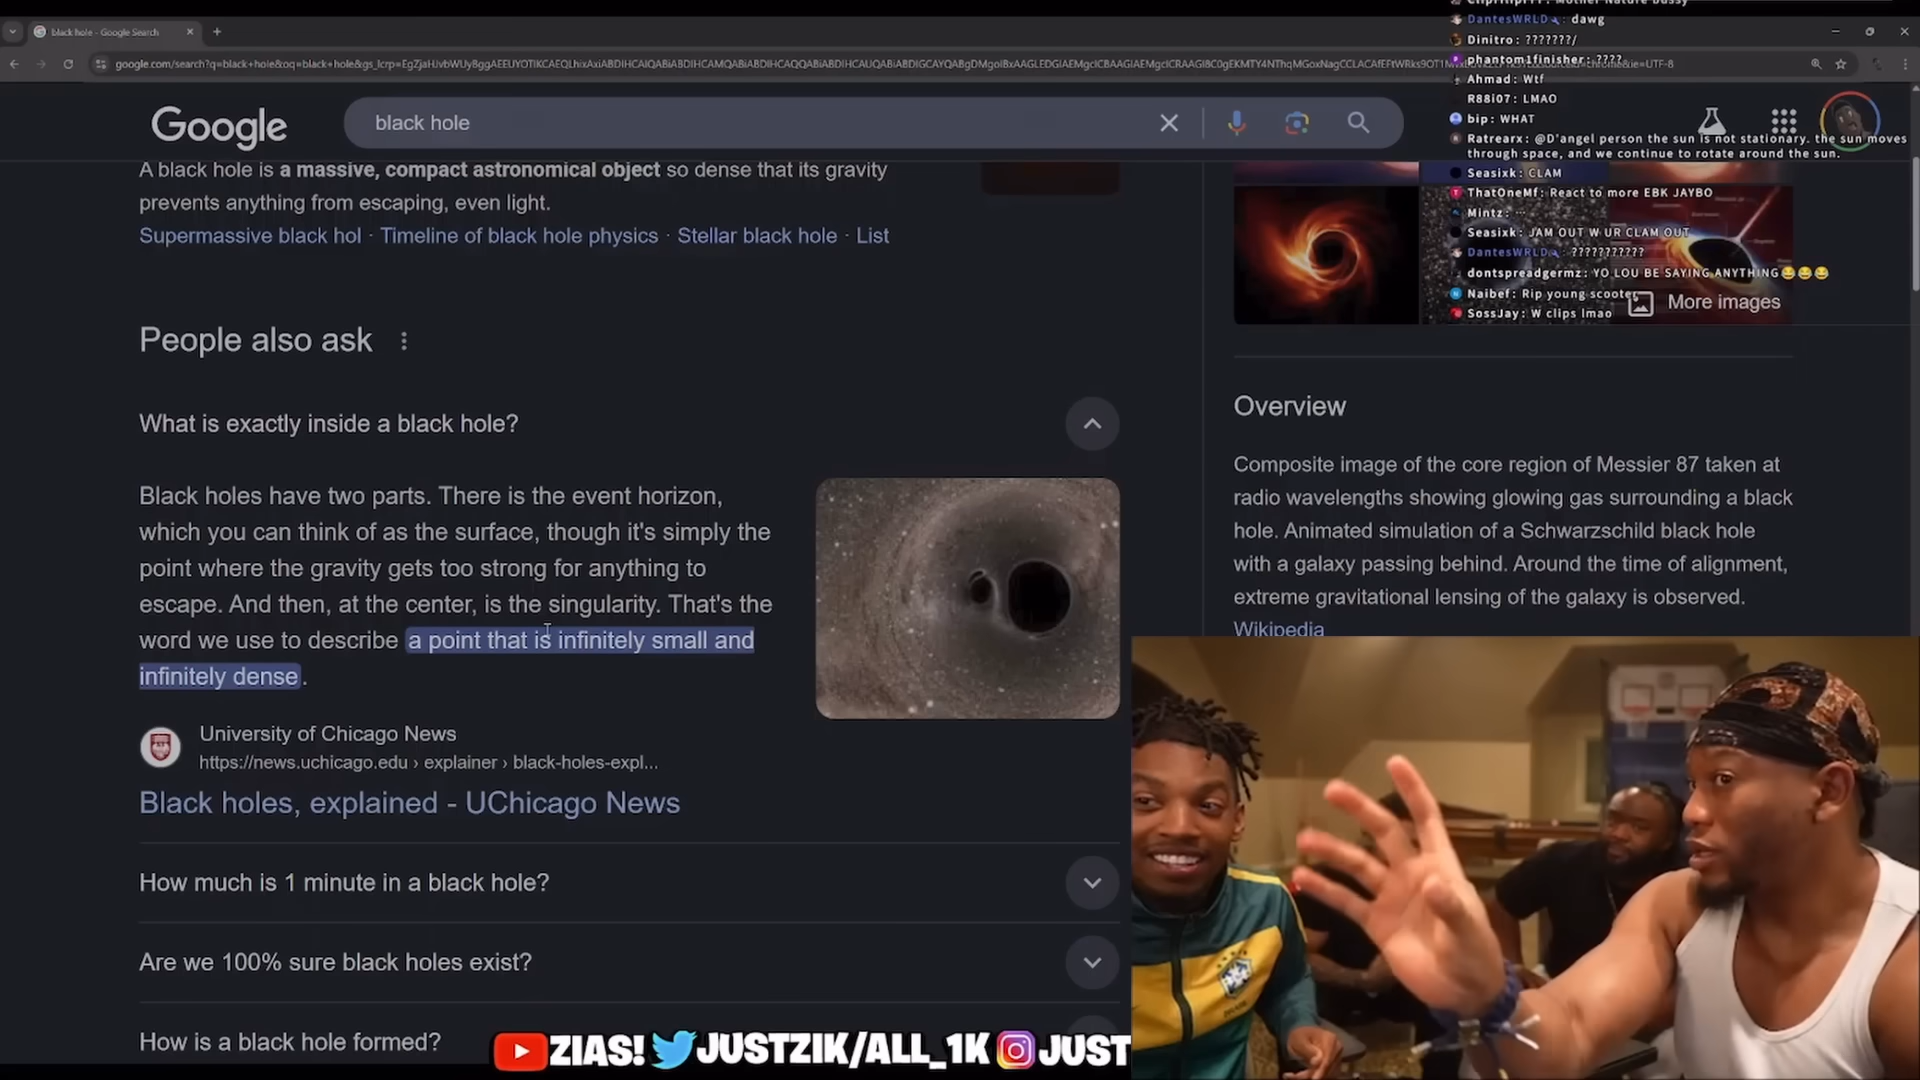 black hole - Google Search
Google
black hole
A black hole is a massive, compact astronomical object so dense that its gravity
prevents anything from escaping, even light.
Supermassive black hol · Timeline of black hole physics · Stellar black hole · List
People also ask
What is exactly inside a black hole?
Black holes have two parts. There is the event horizon,
which you can think of as the surface, though it's simply the
point where the gravity gets too strong for anything to
escape. And then, at the center, is the singularity. That's the
word we use to describe a point that is infinitely small and
infinitely dense.
University of Chicago News
https://news.uchicago.edu › explainer › black-holes-expl...
Black holes, explained - UChicago News
How much is 1 minute in a black hole?
Are we 100% sure black holes exist?
How is a black hole formed?
DantesWRLD: dawg
Dinitro: ???????/
phantom1finisher: ????
Ahmad: Wtf
R88i07: LMAO
bip: WHAT
Ratrearx: @D'angel person the sun is not stationary. the sun moves
through space, and we continue to rotate around the sun.
Seasixk: CLAM
ThatOneMf: React to more EBK JAYBO
Mintz: ...
Seasixk: JAM OUT W UR CLAM OUT
DantesWRLD: ???????????
dontspreadgermz: YO LOU BE SAYING ANYTHING😂😂😂
Naibef: Rip young scooter
SossJay: W clips lmao
More images
Overview
Composite image of the core region of Messier 87 taken at
radio wavelengths showing glowing gas surrounding a black
hole. Animated simulation of a Schwarzschild black hole
with a galaxy passing behind. Around the time of alignment,
extreme gravitational lensing of the galaxy is observed.
Wikipedia
ZIAS! JUSTZIK/ALL_1K JUST